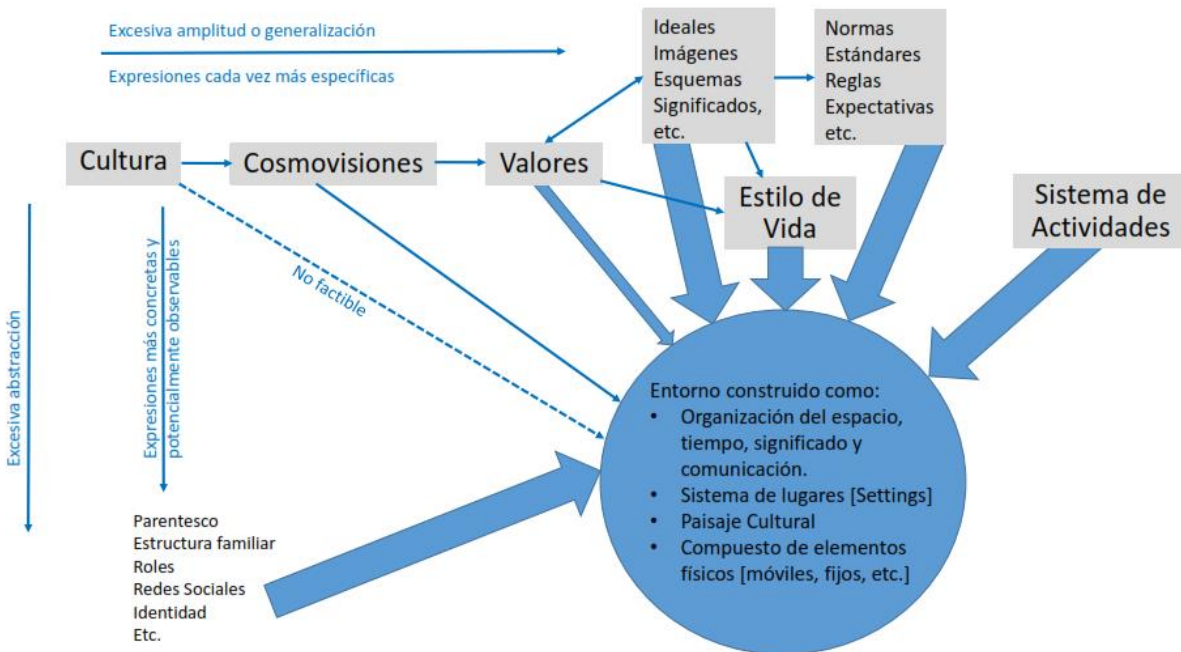 Excesiva amplitud o generalización
Expresiones cada vez más específicas
Ideales
Imágenes
Esquemas
Significados,
etc.
Normas
Estándares
Reglas
Expectativas
etc.
Cultura
Cosmovisiones
Valores
Estilo de
Vida
Sistema de
Actividades
Excesiva abstracción
Expresiones más concretas y
potencialmente observables
No factible
Parentesco
Estructura familiar
Roles
Redes Sociales
Identidad
Etc.
Entorno construido como:
• Organización del espacio,
tiempo, significado y
comunicación.
• Sistema de lugares [Settings]
• Paisaje Cultural
• Compuesto de elementos
físicos [móviles, fijos, etc.]